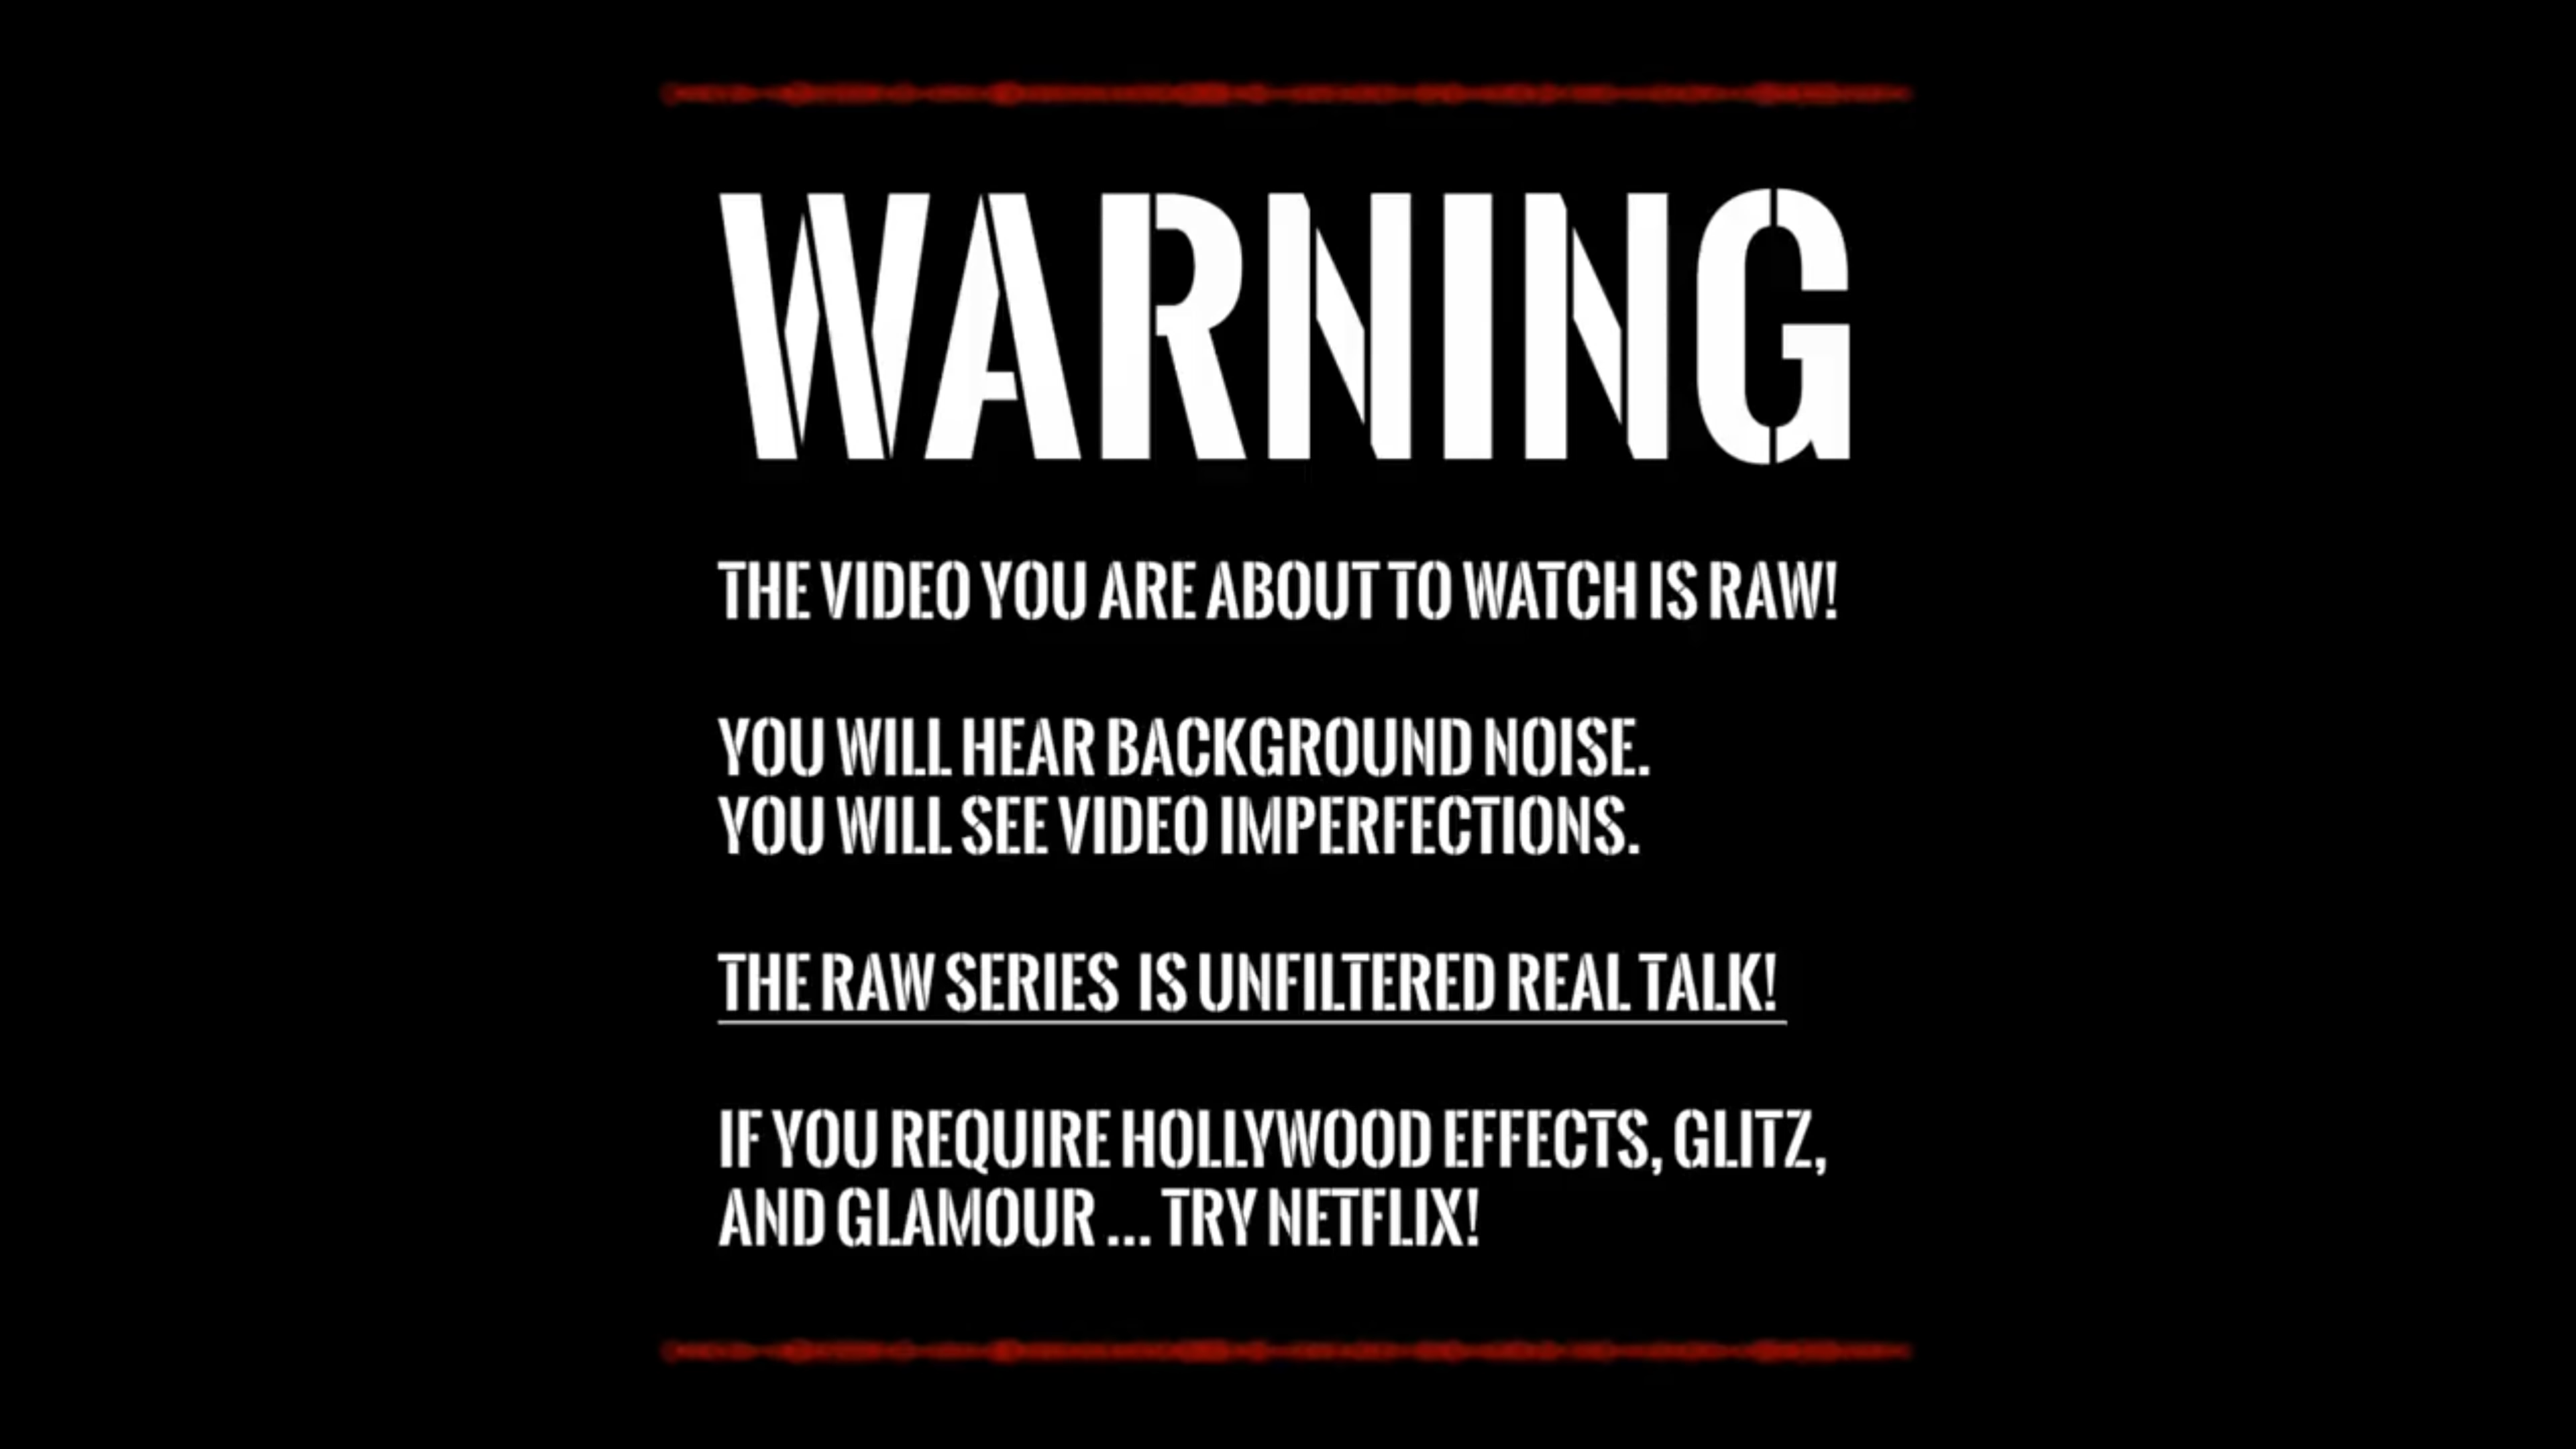 WARNING
THE VIDEO YOU ARE ABOUT TO WATCH IS RAW!
YOU WILL HEAR BACKGROUND NOISE.
YOU WILL SEE VIDEO IMPERFECTIONS.
THE RAW SERIES IS UNFILTERED REAL TALK!
IF YOU REQUIRE HOLLYWOOD EFFECTS, GLITZ,
AND GLAMOUR ... TRY NETFLIX!